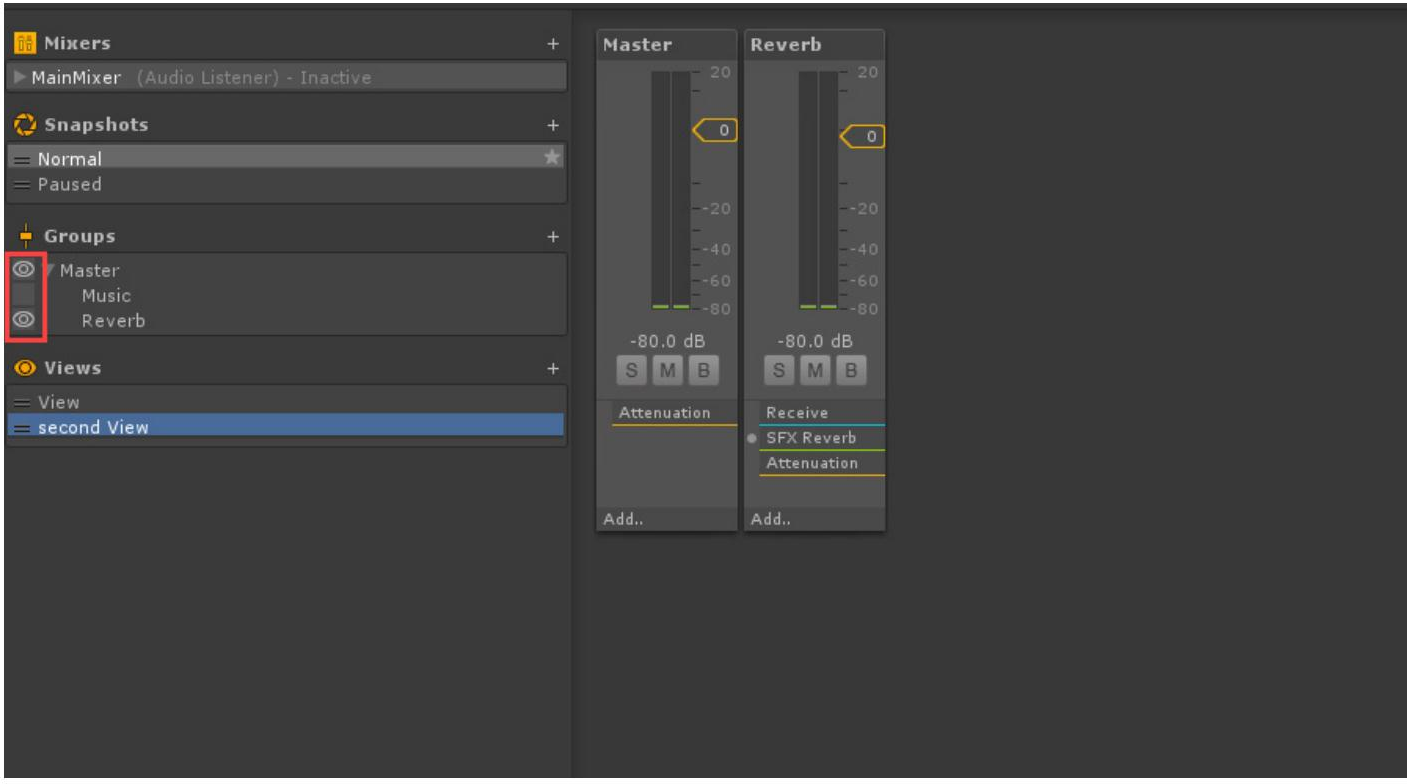 Mixers +
MainMixer (Audio Listener) - Inactive
Snapshots +
Normal
Paused
Groups +
Master
Music
Reverb
Views +
View
second View
Master
20
0
-20
-40
-60
-80
-80.0 dB
S M B
Attenuation
Add..
Reverb
20
0
-20
-40
-60
-80
-80.0 dB
S M B
Receive
SFX Reverb
Attenuation
Add..